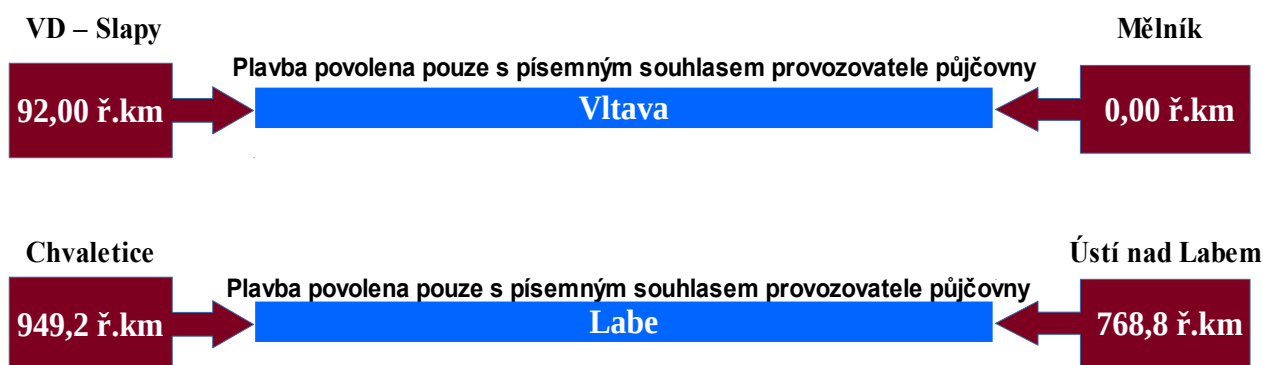 VD – Slapy
Mělník
Plavba povolena pouze s písemným souhlasem provozovatele půjčovny
92,00 ř.km
Vltava
0,00 ř.km
Chvaletice
Ústí nad Labem
Plavba povolena pouze s písemným souhlasem provozovatele půjčovny
949,2 ř.km
Labe
768,8 ř.km